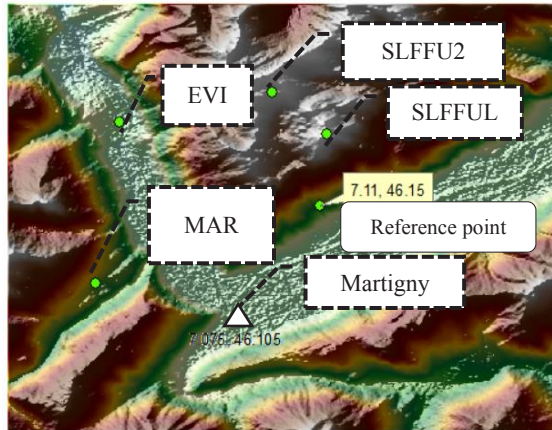 SLFFU2
EVI
SLFFUL
7.11, 46.15
MAR
Reference point
Martigny
7.076, 46.105